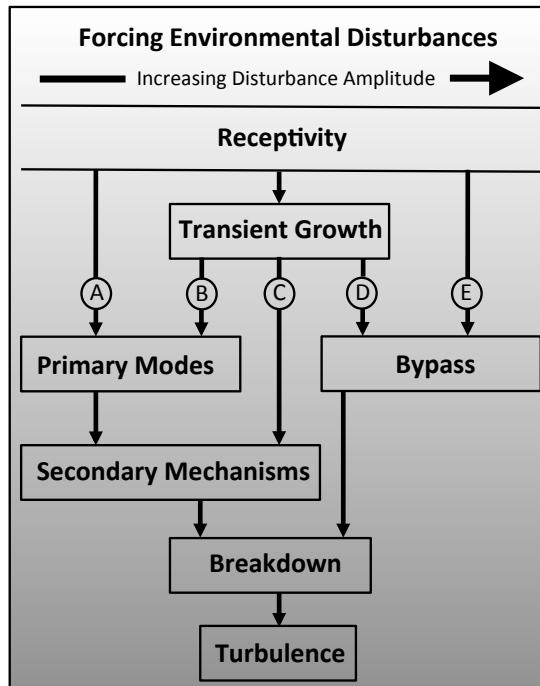 Forcing Environmental Disturbances
Increasing Disturbance Amplitude
Receptivity
Transient Growth
A
B
C
D
E
Primary Modes
Bypass
Secondary Mechanisms
Breakdown
Turbulence